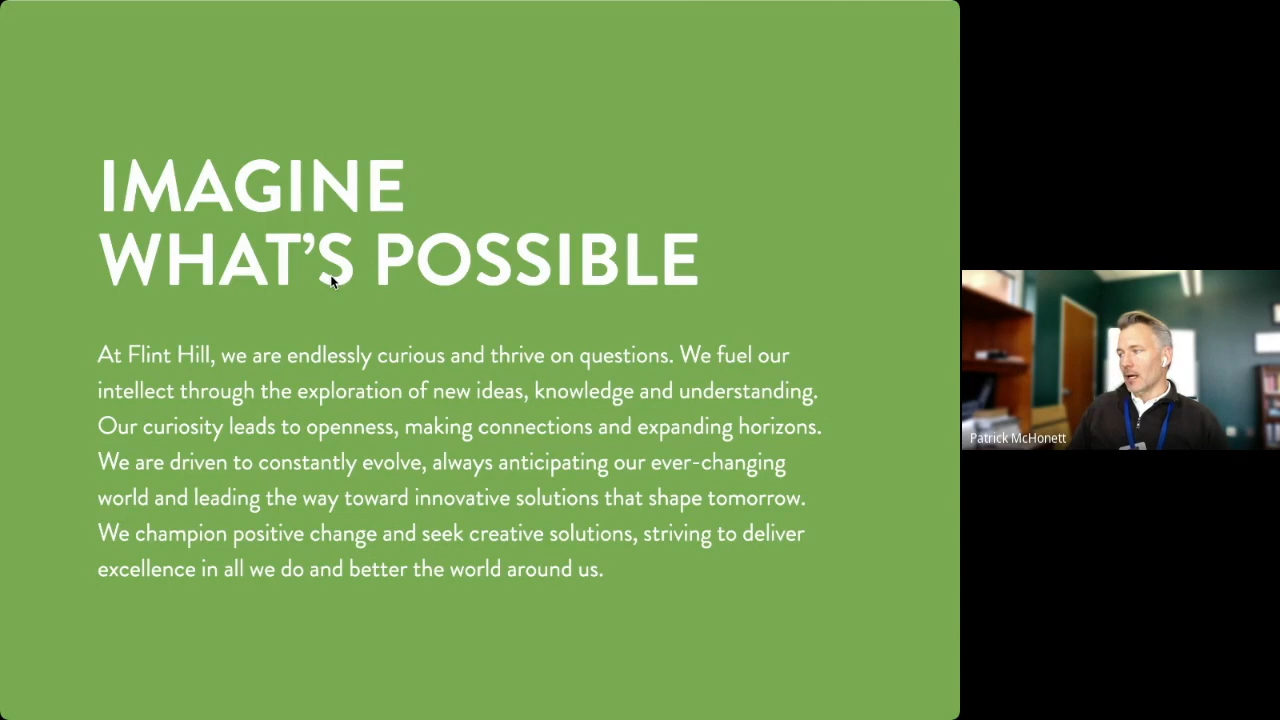 IMAGINE
WHAT’S POSSIBLE
At Flint Hill, we are endlessly curious and thrive on questions. We fuel our
intellect through the exploration of new ideas, knowledge and understanding.
Our curiosity leads to openness, making connections and expanding horizons.
We are driven to constantly evolve, always anticipating our ever-changing
world and leading the way toward innovative solutions that shape tomorrow.
We champion positive change and seek creative solutions, striving to deliver
excellence in all we do and better the world around us.
Patrick McHonett